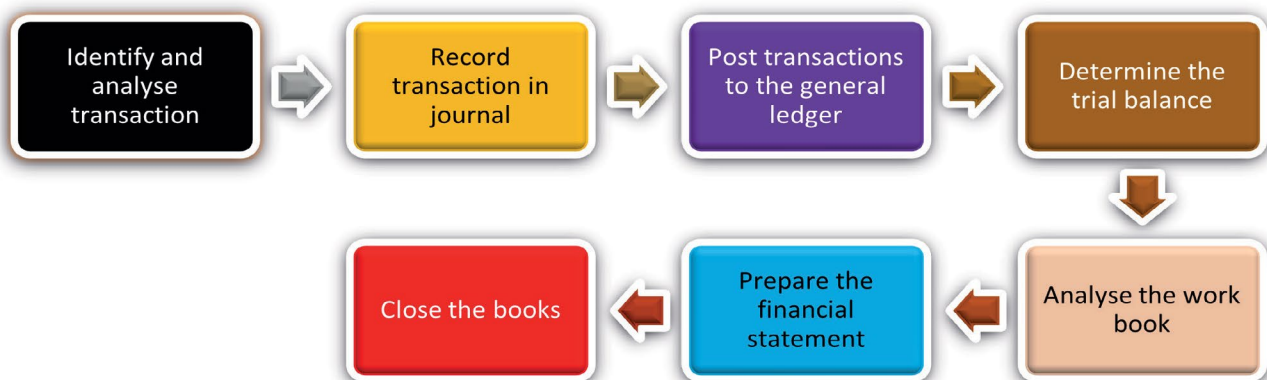 Identify and
analyse
transaction
Record
transaction in
journal
Post transactions
to the general
ledger
Determine the
trial balance
Analyse the work
book
Prepare the
financial
statement
Close the books